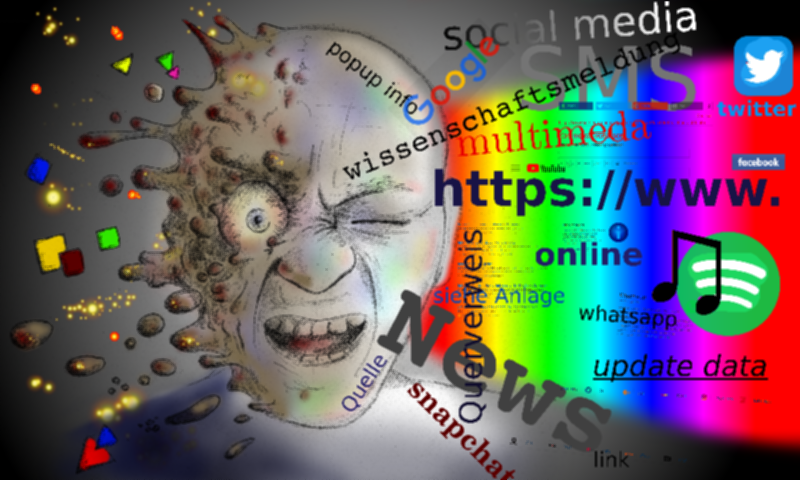 social media
popup info
Google
SMS
wissenschaftsmeldung
twitter
multimeda
facebook
YouTube
https://www.
online
Querverweis
siehe Anlage
whatsapp
News
update data
Quelle
snapchat
link